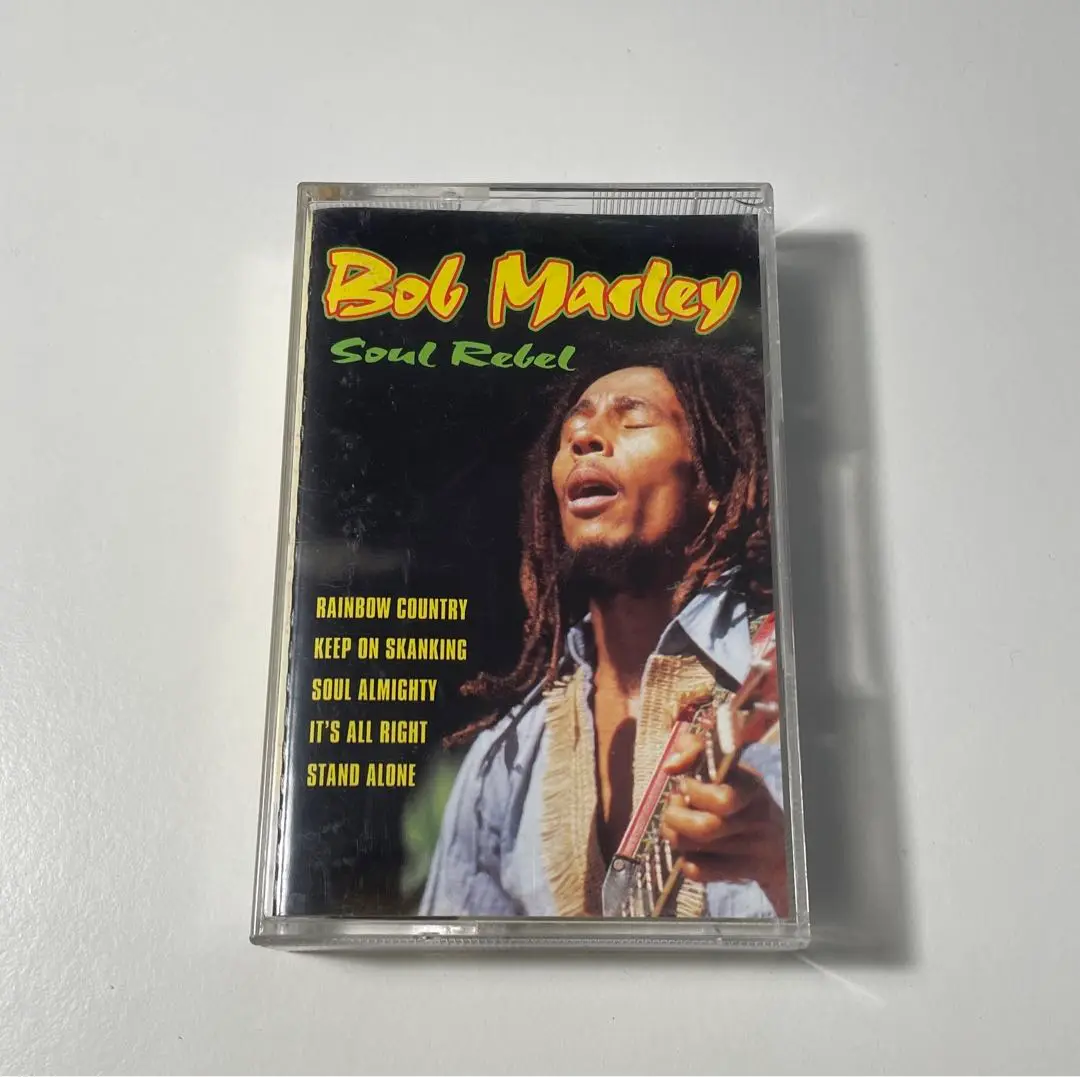 Bob Marley
Soul Rebel
RAINBOW COUNTRY
KEEP ON SKANKING
SOUL ALMIGHTY
IT'S ALL RIGHT
STAND ALONE